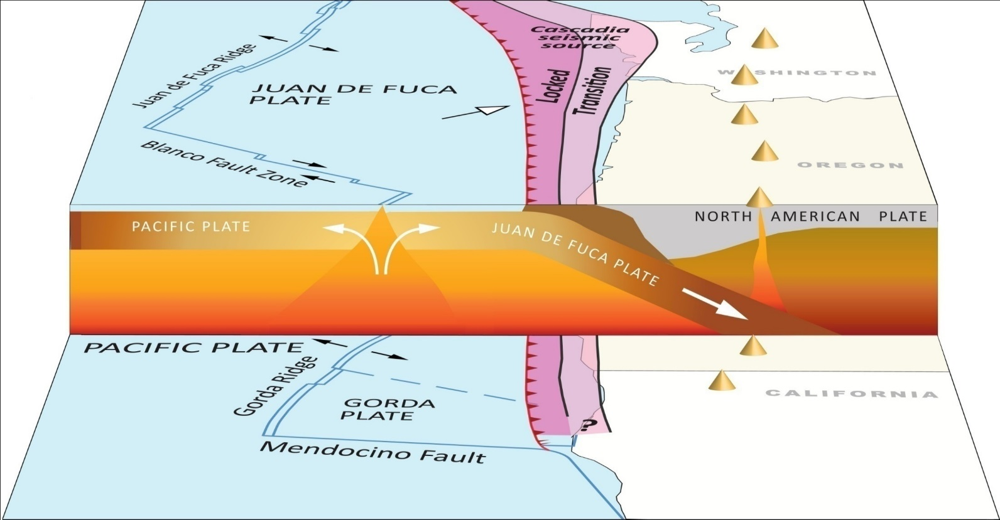 Cascadia
seismic
source
Juan de Fuca Ridge
JUAN DE FUCA
PLATE
Locked
Transition
WASHINGTON
Blanco Fault Zone
OREGON
PACIFIC PLATE
JUAN DE FUCA PLATE
NORTH AMERICAN PLATE
PACIFIC PLATE
Gorda Ridge
GORDA
PLATE
?
CALIFORNIA
Mendocino Fault